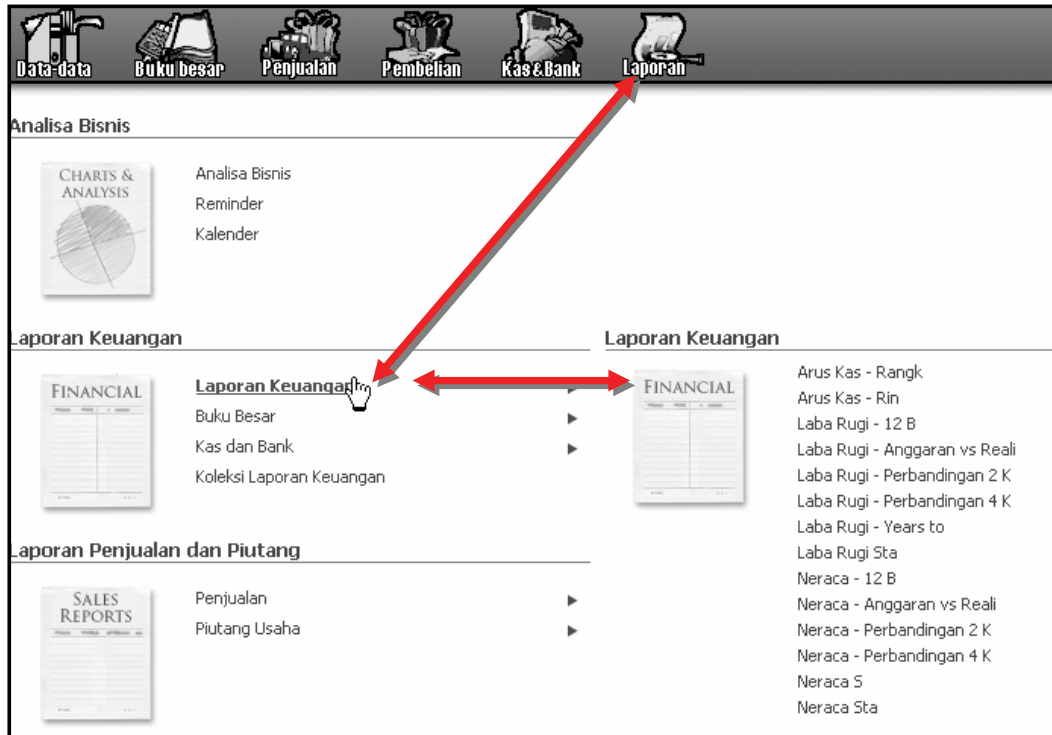 Data-data Buku besar Penjualan Pembelian Kas&Bank Laporan
Analisa Bisnis
CHARTS &
ANALYSIS
Analisa Bisnis
Reminder
Kalender
Laporan Keuangan
FINANCIAL
Laporan Keuangan
Buku Besar
Kas dan Bank
Koleksi Laporan Keuangan
Laporan Penjualan dan Piutang
SALES
REPORTS
Penjualan
Piutang Usaha
Laporan Keuangan
FINANCIAL
Arus Kas - Rangk
Arus Kas - Rin
Laba Rugi - 12 B
Laba Rugi - Anggaran vs Reali
Laba Rugi - Perbandingan 2 K
Laba Rugi - Perbandingan 4 K
Laba Rugi - Years to
Laba Rugi Sta
Neraca - 12 B
Neraca - Anggaran vs Reali
Neraca - Perbandingan 2 K
Neraca - Perbandingan 4 K
Neraca S
Neraca Sta